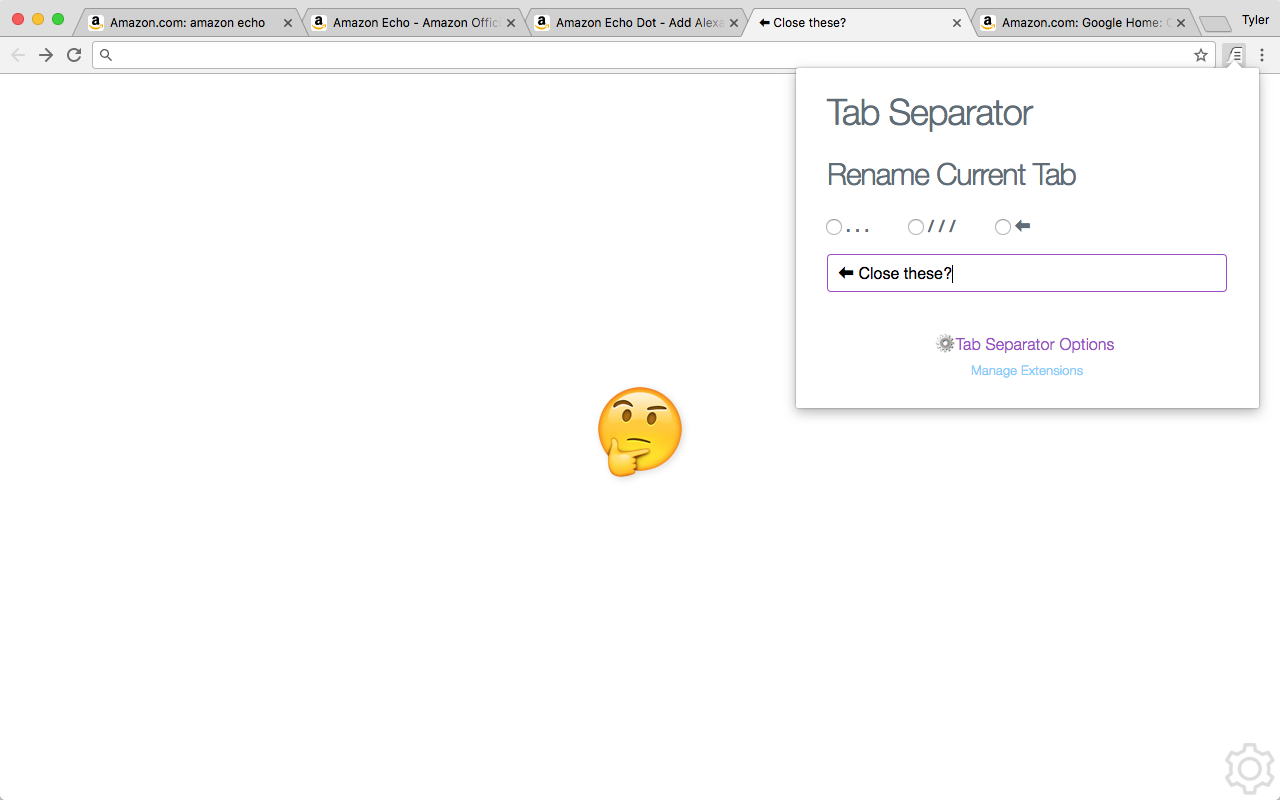 Amazon.com: amazon echo
Amazon Echo - Amazon Offici
Amazon Echo Dot - Add Alexa
⬅ Close these?
Amazon.com: Google Home:
Tyler
Tab Separator
Rename Current Tab
...
///
⬅
⬅ Close these?
Tab Separator Options
Manage Extensions